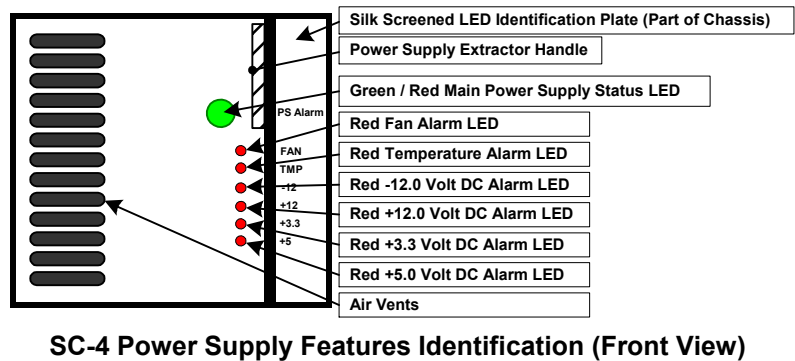 Silk Screened LED Identification Plate (Part of Chassis)
Power Supply Extractor Handle
Green / Red Main Power Supply Status LED
PS Alarm
Red Fan Alarm LED
FAN
Red Temperature Alarm LED
TMP
Red -12.0 Volt DC Alarm LED
-12
Red +12.0 Volt DC Alarm LED
+12
Red +3.3 Volt DC Alarm LED
+3.3
Red +5.0 Volt DC Alarm LED
+5
Air Vents
SC-4 Power Supply Features Identification (Front View)